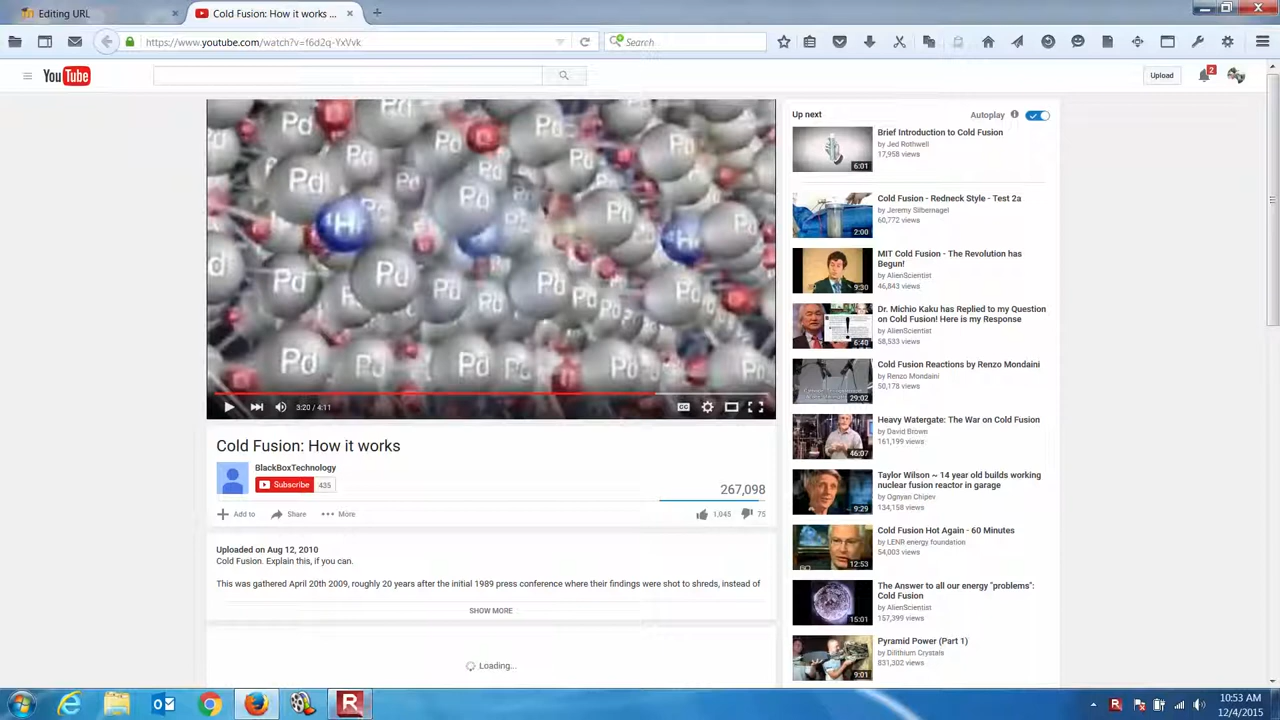 Editing URL
Cold Fusion: How it works ...
https://www.youtube.com/watch?v=f6d2q-YxVvk
Search
YouTube
Upload
2
Pd
Pd
Pd
Pd
Pd
Pd
3:20 / 4:11
CC
Cold Fusion: How it works
BlackBoxTechnology
Subscribe 435
267,098
Add to Share More 1,045 75
Uploaded on Aug 12, 2010
Cold Fusion. Explain this, if you can.
This was gathered April 20th 2009, roughly 20 years after the initial 1989 press conference where their findings were shot to shreds, instead of
SHOW MORE
Loading...
Up next
Autoplay
Brief Introduction to Cold Fusion
by Jed Rothwell
17,958 views
6:01
Cold Fusion - Redneck Style - Test 2a
by Jeremy Silbernagel
60,772 views
2:00
MIT Cold Fusion - The Revolution has
Begun!
by AlienScientist
46,843 views
9:30
Dr. Michio Kaku has Replied to my Question
on Cold Fusion! Here is my Response
by AlienScientist
58,533 views
6:40
Cold Fusion Reactions by Renzo Mondaini
by Renzo Mondaini
50,178 views
29:02
Heavy Watergate: The War on Cold Fusion
by David Brown
161,199 views
46:07
Taylor Wilson ~ 14 year old builds working
nuclear fusion reactor in garage
by Ognyan Chipev
134,158 views
9:29
Cold Fusion Hot Again - 60 Minutes
by LENR energy foundation
54,003 views
12:53
The Answer to all our energy "problems":
Cold Fusion
by AlienScientist
157,399 views
15:01
Pyramid Power (Part 1)
by Dilithium Crystals
831,302 views
9:01
10:53 AM
12/4/2015